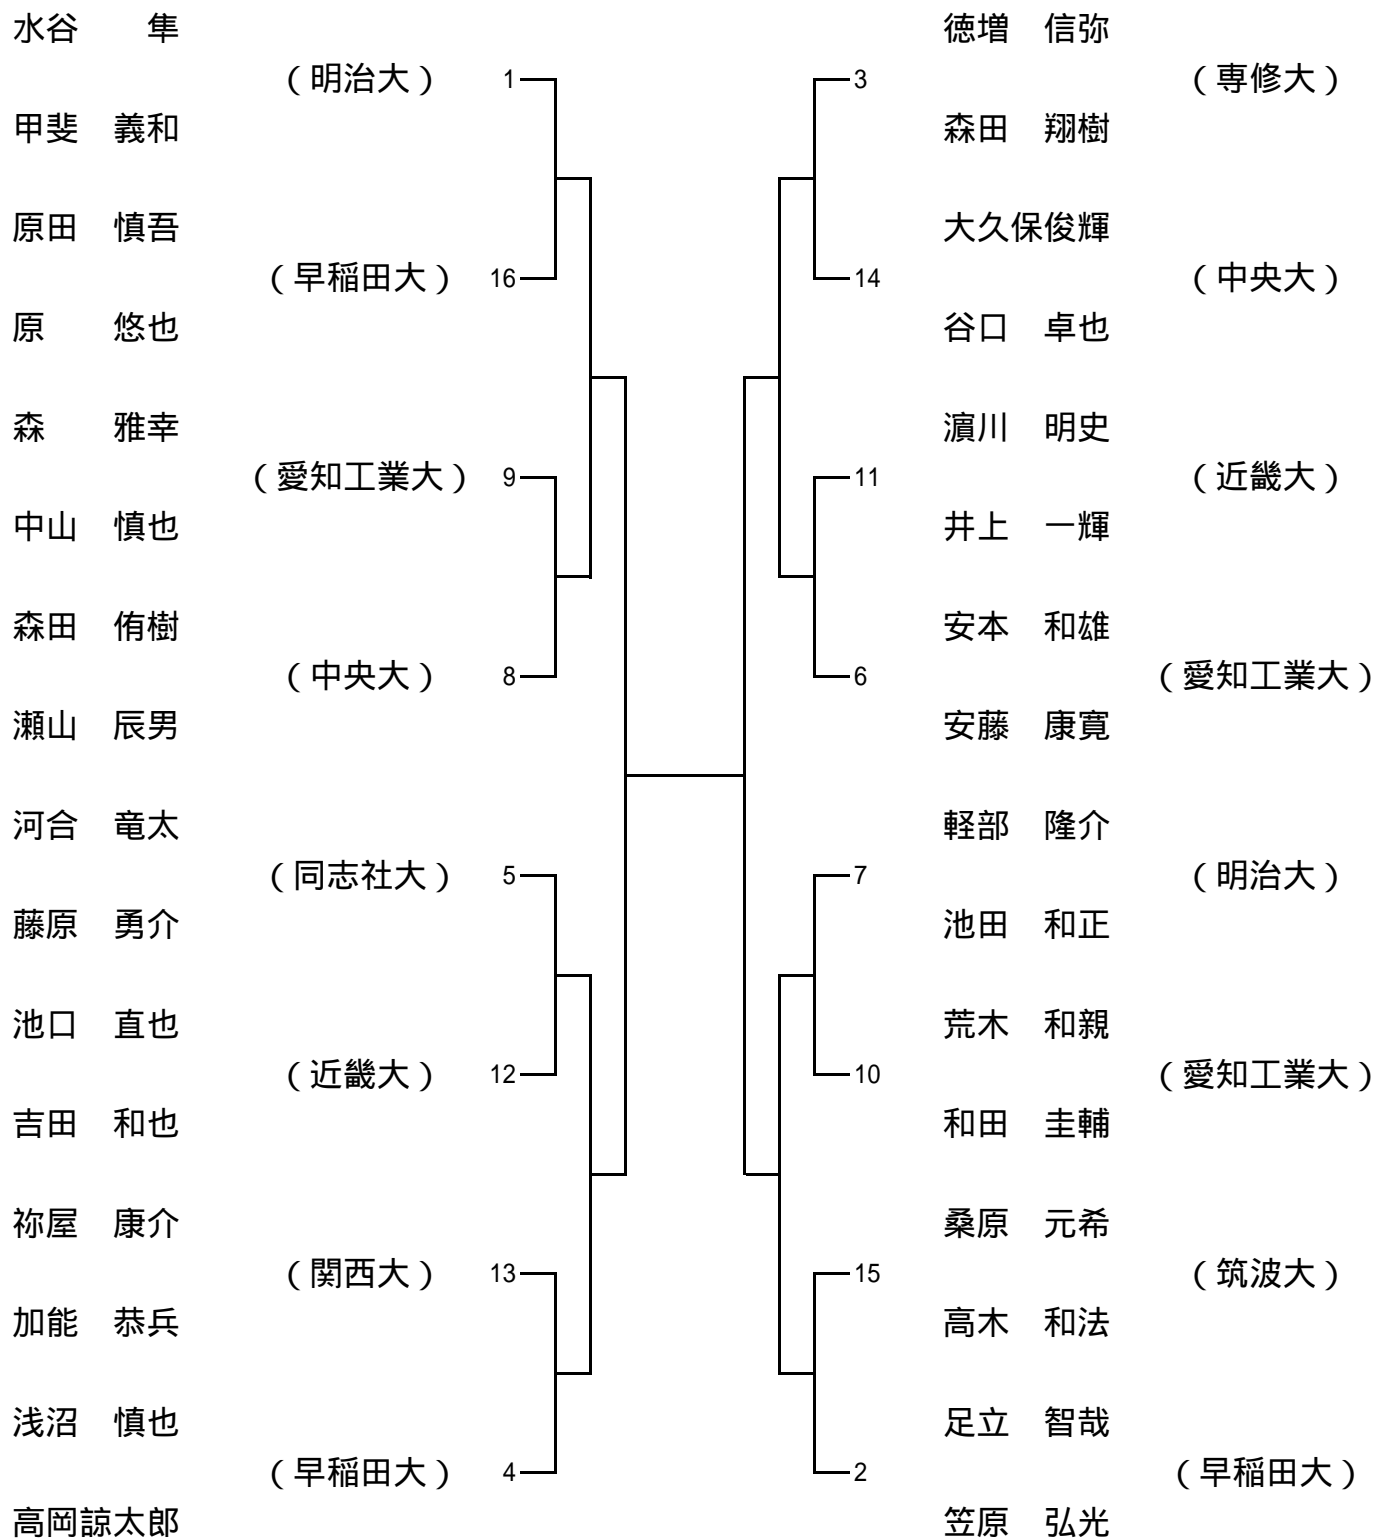 水谷　　隼
（明治大） 1
甲斐　義和
原田　慎吾
（早稲田大） 16
原　　悠也
森　　雅幸
（愛知工業大） 9
中山　慎也
森田　侑樹
（中央大） 8
瀬山　辰男
河合　竜太
（同志社大） 5
藤原　勇介
池口　直也
（近畿大） 12
吉田　和也
祢屋　康介
（関西大） 13
加能　恭兵
浅沼　慎也
（早稲田大） 4
高岡諒太郎
徳増　信弥
3 （専修大）
森田　翔樹
大久保俊輝
14 （中央大）
谷口　卓也
濵川　明史
11 （近畿大）
井上　一輝
安本　和雄
6 （愛知工業大）
安藤　康寛
軽部　隆介
7 （明治大）
池田　和正
荒木　和親
10 （愛知工業大）
和田　圭輔
桑原　元希
15 （筑波大）
高木　和法
足立　智哉
2 （早稲田大）
笠原　弘光